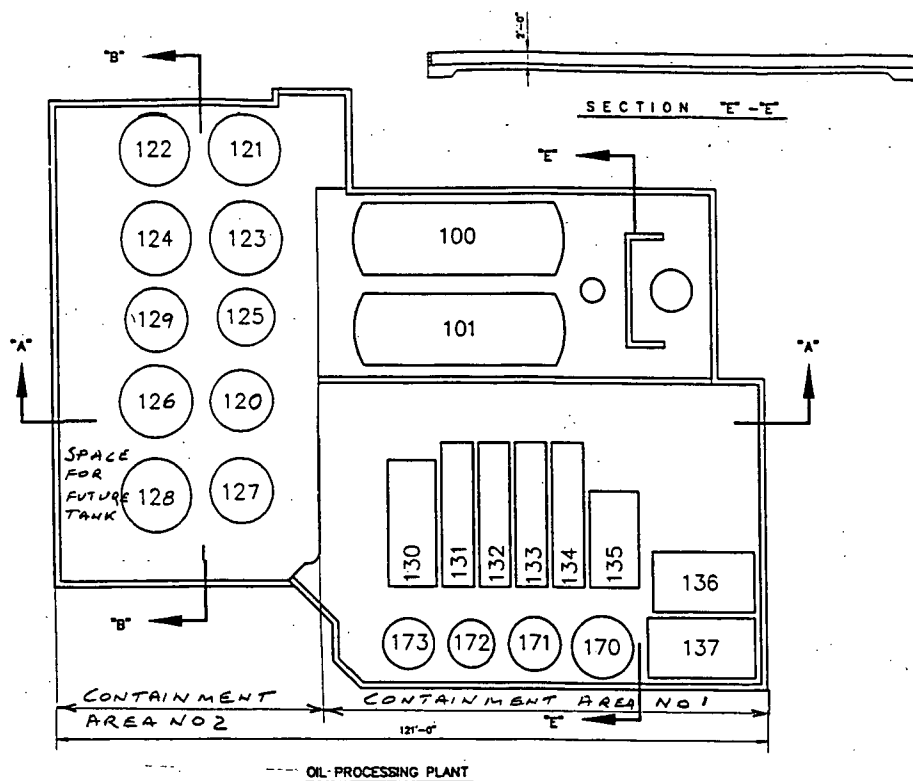 2'-0"
"B"
SECTION "E"-"E"
"E"
122
121
124
123
100
129
125
101
"A"
"A"
126
120
SPACE
FOR
FUTURE
TANK
128
127
130
131
132
133
134
135
136
173
172
171
170
137
"B"
CONTAINMENT
AREA NO 2
CONTAINMENT AREA NO 1
"E"
121'-0"
OIL-PROCESSING PLANT